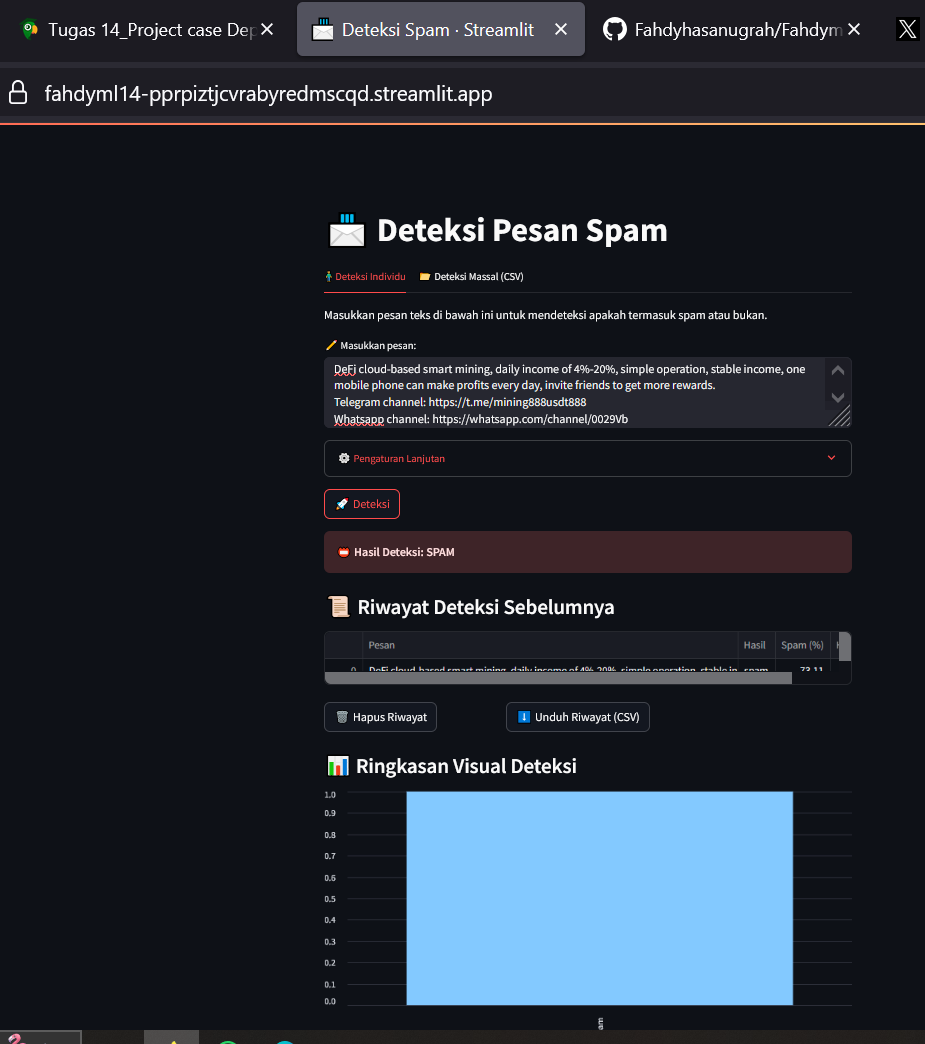 Tugas 14_Project case Dep
Deteksi Spam · Streamlit
Fahdyhasanugrah/Fahdym
fahdyml14-pprpiztjcvrabyredmscqd.streamlit.app
Deteksi Pesan Spam
Deteksi Individu
Deteksi Massal (CSV)
Masukkan pesan teks di bawah ini untuk mendeteksi apakah termasuk spam atau bukan.
Masukkan pesan:
DeFi cloud-based smart mining, daily income of 4%-20%, simple operation, stable income, one
mobile phone can make profits every day, invite friends to get more rewards.
Telegram channel: https://t.me/mining888usdt888
Whatsapp channel: https://whatsapp.com/channel/0029Vb
Pengaturan Lanjutan
Deteksi
Hasil Deteksi: SPAM
Riwayat Deteksi Sebelumnya
Pesan Hasil Spam (%)
0 DeFi cloud-based smart mining, daily income of 4%-20%, simple operation, stable in spam 73.11
Hapus Riwayat
Unduh Riwayat (CSV)
Ringkasan Visual Deteksi
1.0
0.9
0.8
0.7
0.6
0.5
0.4
0.3
0.2
0.1
0.0
am